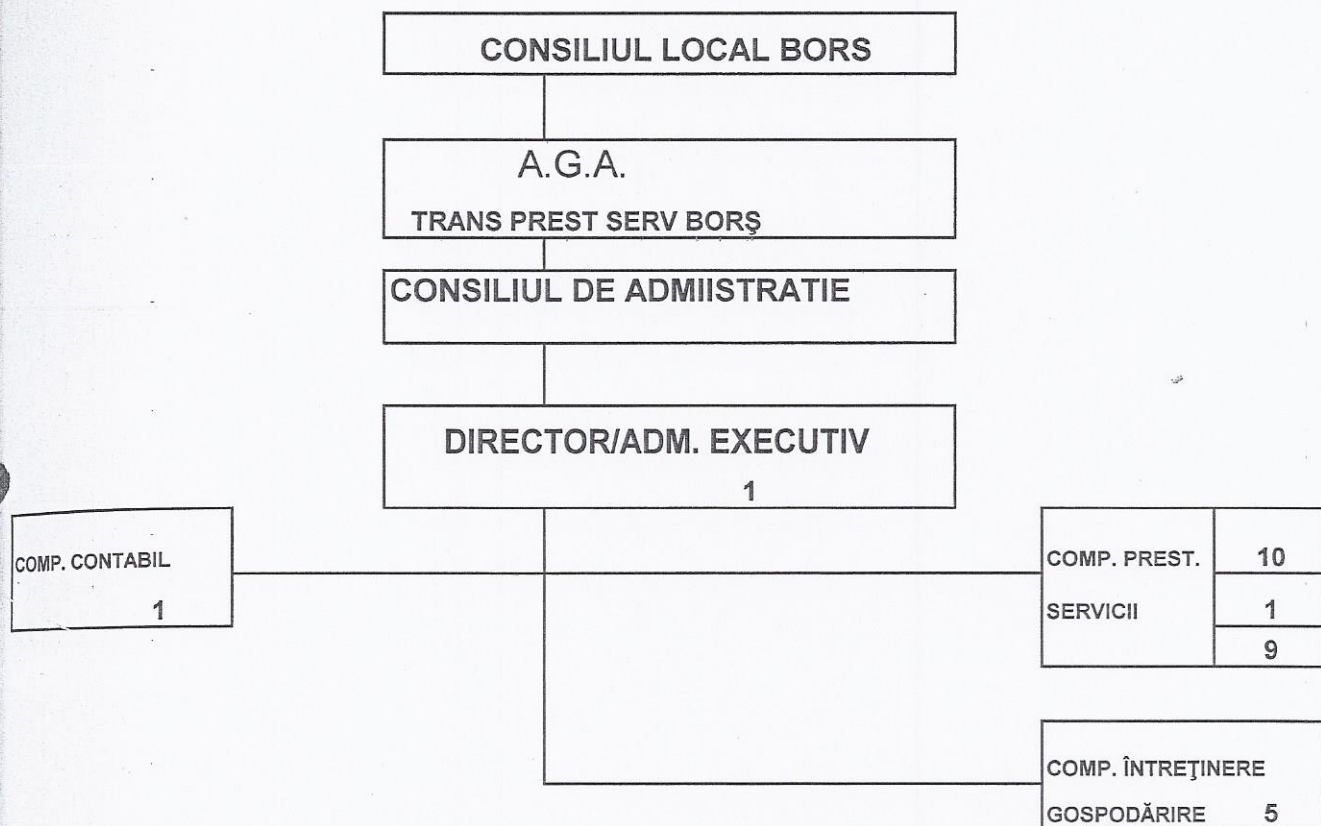 CONSILIUL LOCAL BORS
A.G.A.
TRANS PREST SERV BORŞ
CONSILIUL DE ADMIISTRATIE
DIRECTOR/ADM. EXECUTIV
1
COMP. CONTABIL
1
COMP. PREST. 10
SERVICII 1
9
COMP. ÎNTREŢINERE
GOSPODĂRIRE 5